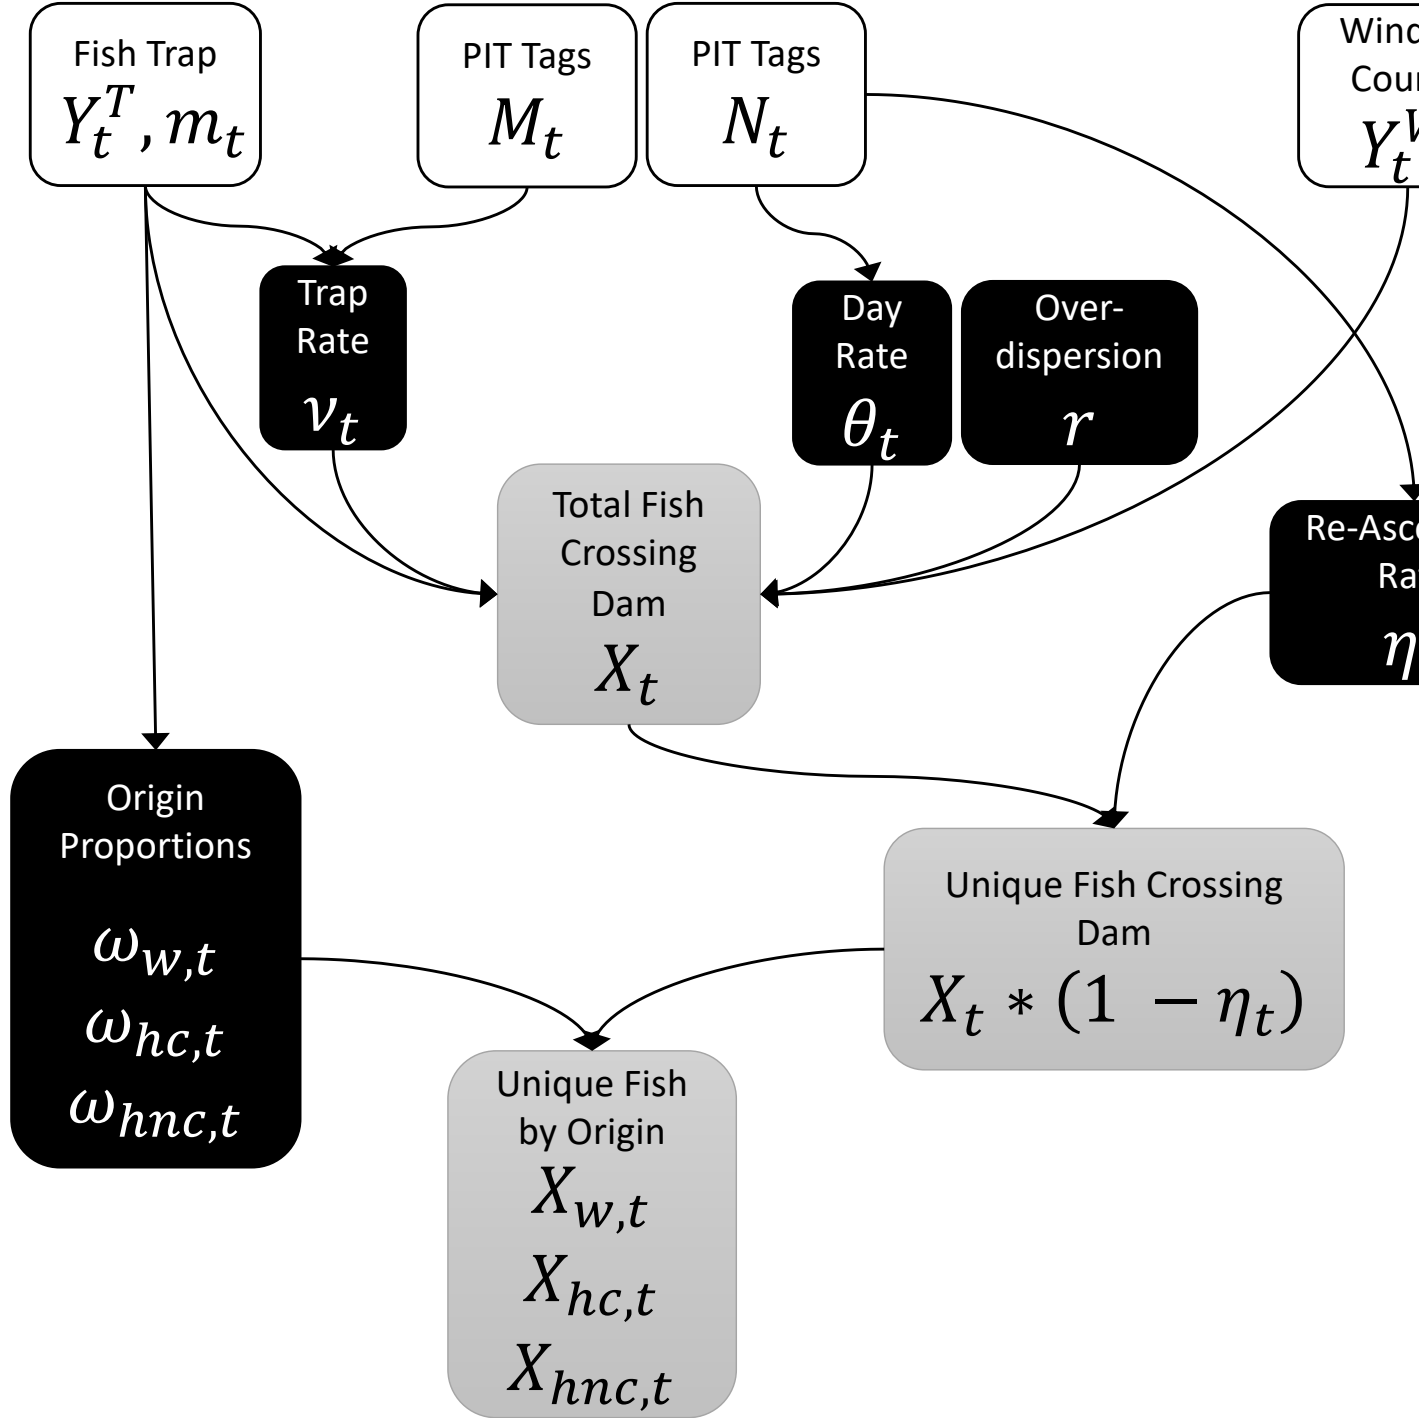 Fish Trap
Y_t^T, m_t
PIT Tags
M_t
PIT Tags
N_t
Y_t
Trap
Rate
ν_t
Day
Rate
θ_t
Over-
dispersion
r
Total Fish
Crossing
Dam
X_t
η
Origin
Proportions
ω_{w,t}
ω_{hc,t}
ω_{hnc,t}
Unique Fish Crossing
Dam
X_t * (1 − η_t)
Unique Fish
by Origin
X_{w,t}
X_{hc,t}
X_{hnc,t}